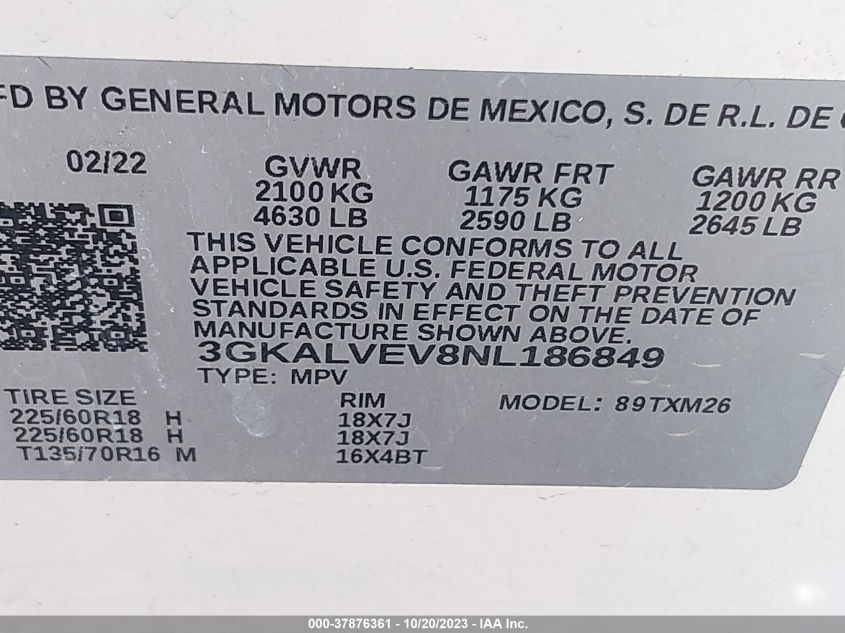 FD BY GENERAL MOTORS DE MEXICO, S. DE R.L. DE
02/22 GVWR GAWR FRT GAWR RR
2100 KG 1175 KG 1200 KG
4630 LB 2590 LB 2645 LB
THIS VEHICLE CONFORMS TO ALL
APPLICABLE U.S. FEDERAL MOTOR
VEHICLE SAFETY AND THEFT PREVENTION
STANDARDS IN EFFECT ON THE DATE OF
MANUFACTURE SHOWN ABOVE.
3GKALVEV8NL186849
TYPE: MPV
TIRE SIZE RIM MODEL: 89TXM26
225/60R18 H 18X7J
225/60R18 H 18X7J
T135/70R16 M 16X4BT
000-37876361 - 10/20/2023 - IAA Inc.